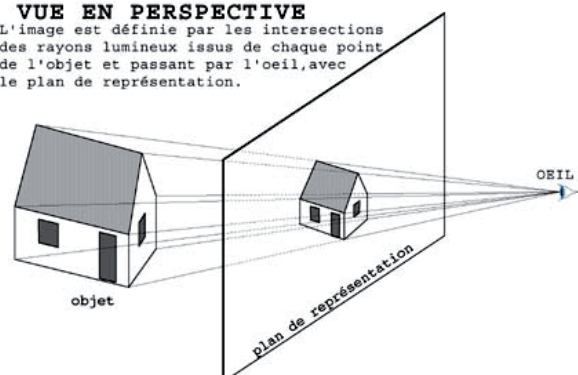 VUE EN PERSPECTIVE
L'image est définie par les intersections
des rayons lumineux issus de chaque point
de l'objet et passant par l'oeil,avec
le plan de représentation.
OEIL
objet
plan de représentation